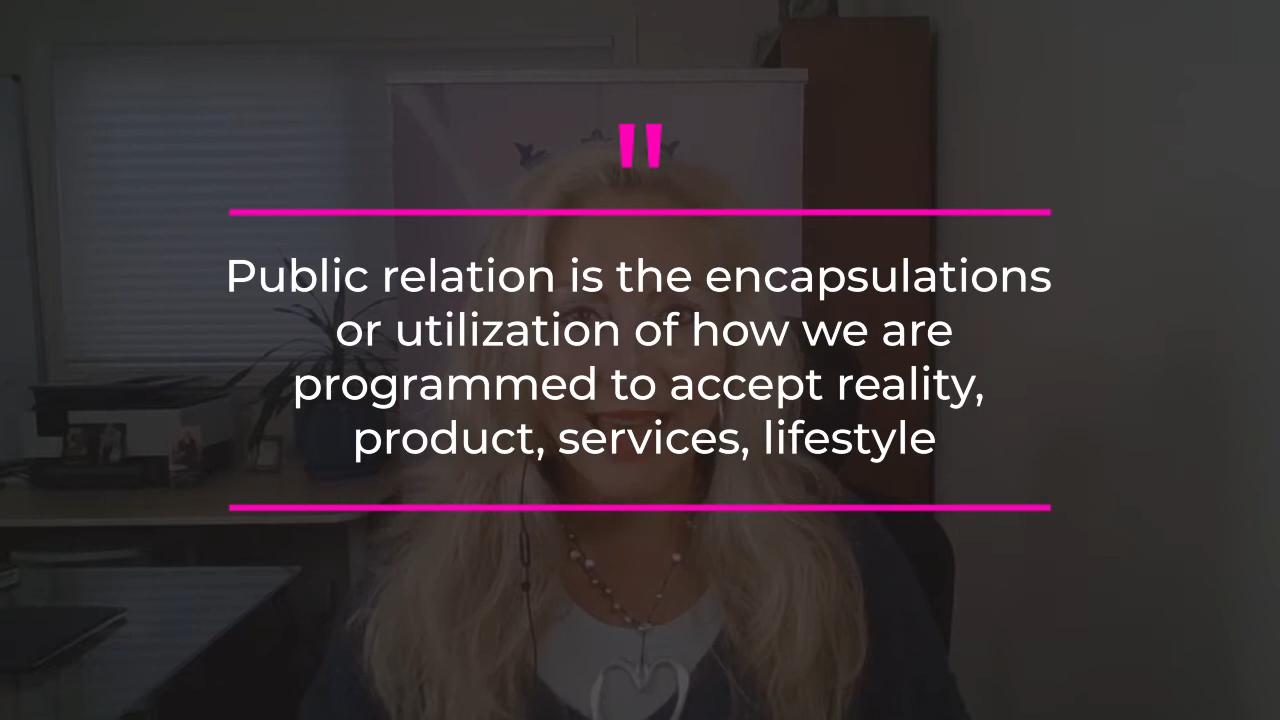 "
Public relation is the encapsulations
or utilization of how we are
programmed to accept reality,
product, services, lifestyle